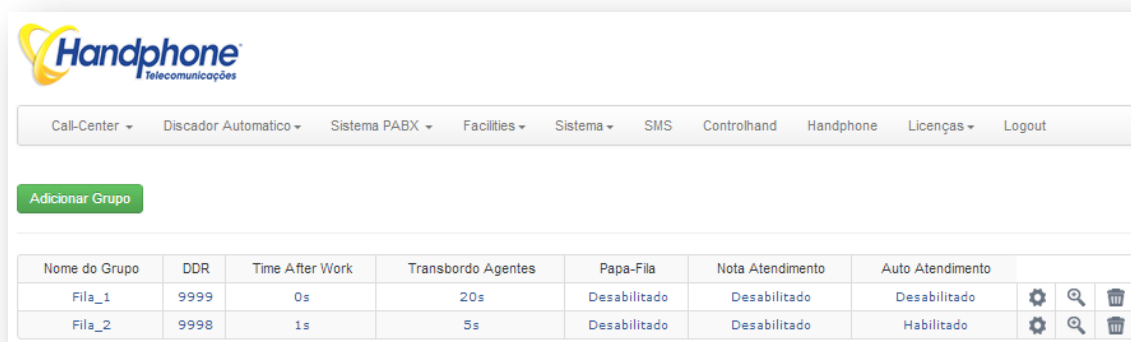 Handphone
Telecomunicações
Call-Center Discador Automatico Sistema PABX Facilities Sistema SMS Controlhand Handphone Licenças Logout
Adicionar Grupo
Nome do Grupo DDR Time After Work Transbordo Agentes Papa-Fila Nota Atendimento Auto Atendimento
Fila_1 9999 0s 20s Desabilitado Desabilitado Desabilitado
Fila_2 9998 1s 5s Desabilitado Desabilitado Habilitado